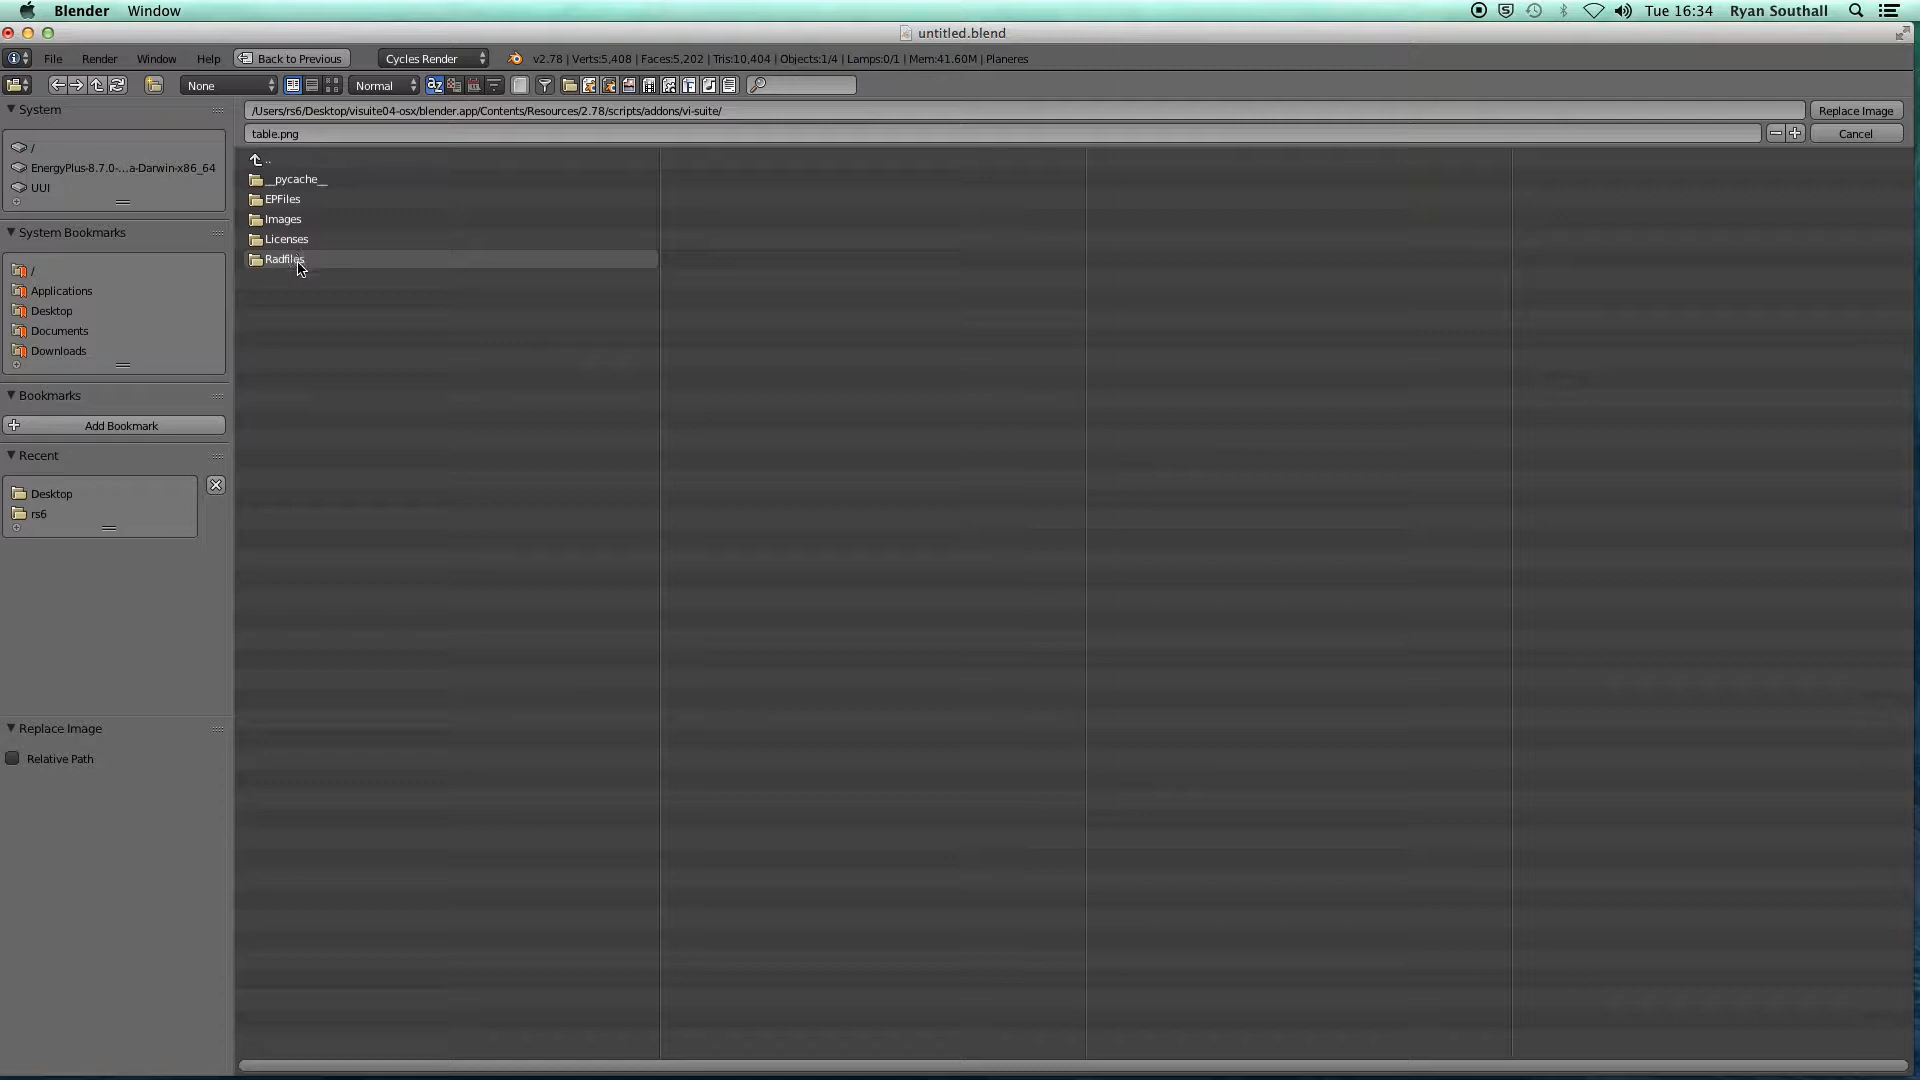 Blender Window Tue 16:34 Ryan Southall
untitled.blend
File Render Window Help Back to Previous Cycles Render v2.78 | Verts:5,408 | Faces:5,202 | Tris:10,404 | Objects:1/4 | Lamps:0/1 | Mem:41.60M | Planeres
None Normal
System
/
EnergyPlus-8.7.0-...a-Darwin-x86_64
UUI
System Bookmarks
/
Applications
Desktop
Documents
Downloads
Bookmarks
Add Bookmark
Recent
Desktop
rs6
Replace Image
Relative Path
/Users/rs6/Desktop/visuite04-osx/blender.app/Contents/Resources/2.78/scripts/addons/vi-suite/ Replace Image
table.png Cancel
..
__pycache__
EPFiles
Images
Licenses
Radfiles